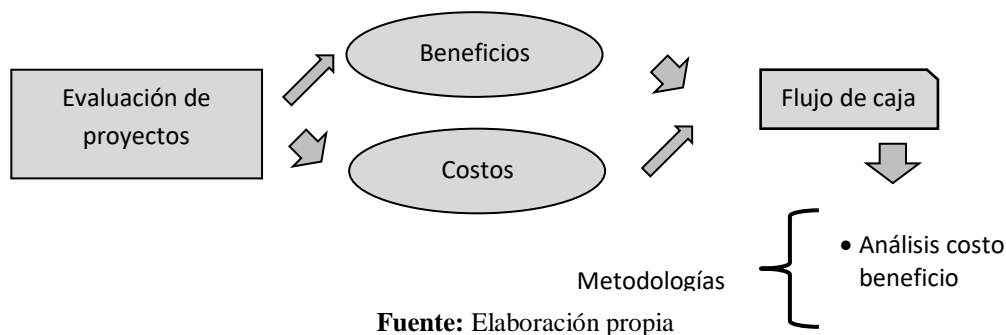 Beneficios
Evaluación de
proyectos
Costos
Flujo de caja
Metodologías
• Análisis costo
beneficio
Fuente: Elaboración propia